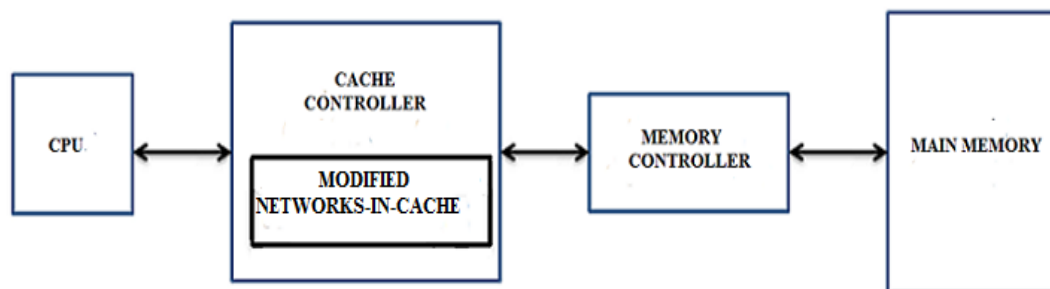 CPU
CACHE
CONTROLLER
MODIFIED
NETWORKS-IN-CACHE
MEMORY
CONTROLLER
MAIN MEMORY